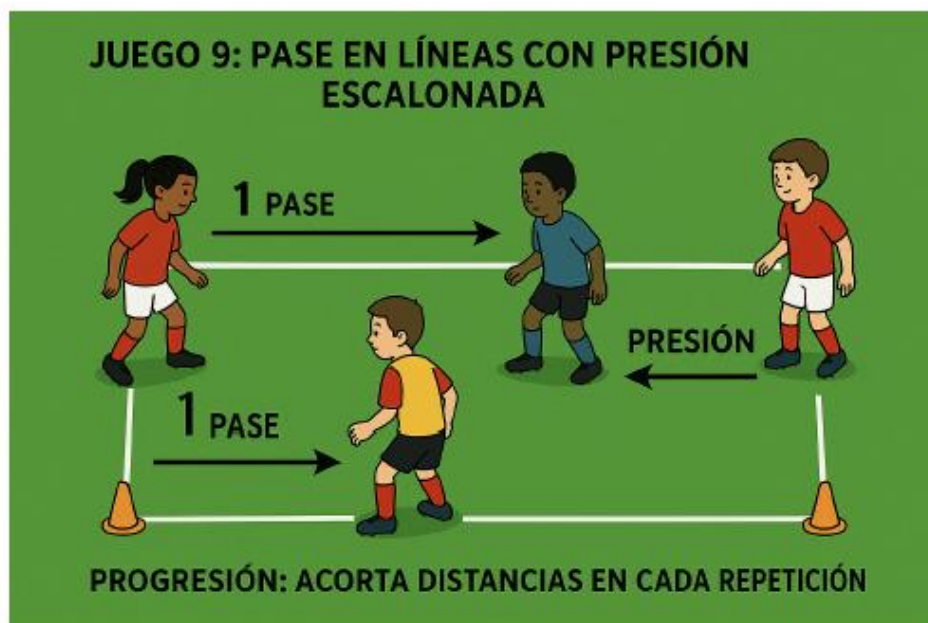 JUEGO 9: PASE EN LÍNEAS CON PRESIÓN
ESCALONADA
1 PASE
PRESIÓN
1 PASE
PROGRESIÓN: ACORTA DISTANCIAS EN CADA REPETICIÓN